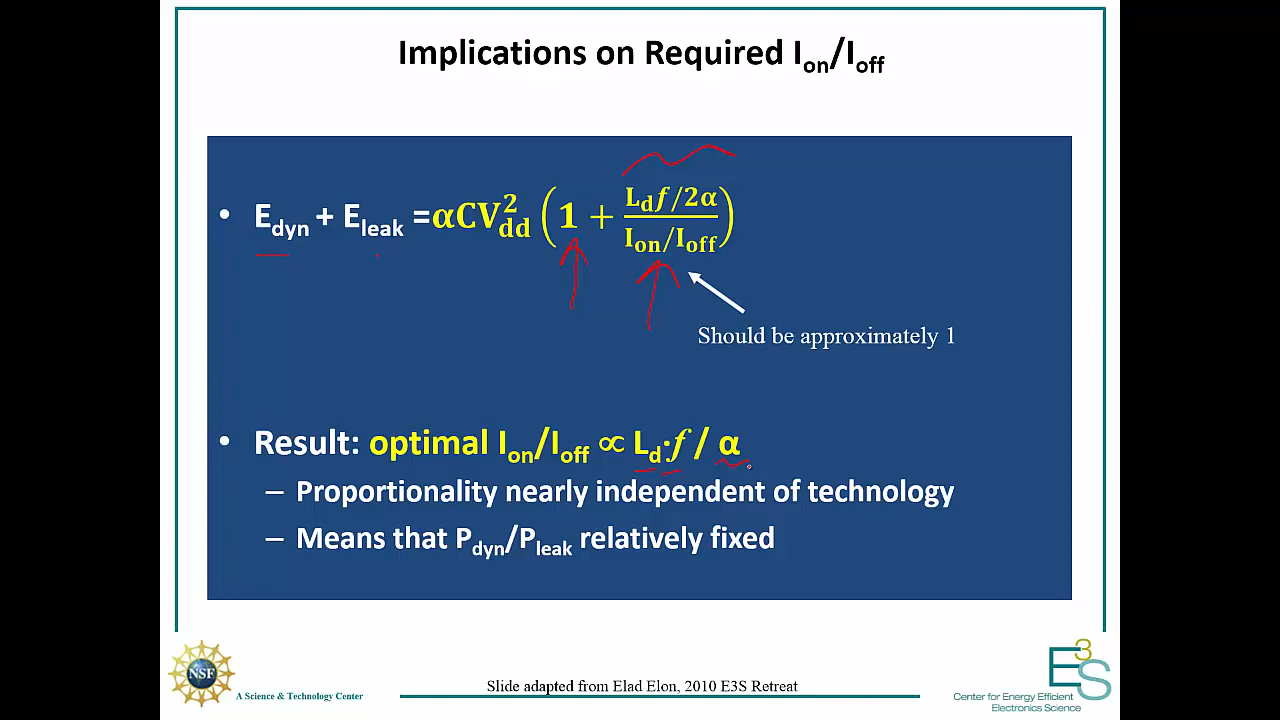 Implications on Required Ion/Ioff
• Edyn + Eleak =αCV²dd (1 + (Ldf/2α)/(Ion/Ioff))
Should be approximately 1
• Result: optimal Ion/Ioff ∝ Ld·f / α
– Proportionality nearly independent of technology
– Means that Pdyn/Pleak relatively fixed
NSF
A Science & Technology Center
Slide adapted from Elad Elon, 2010 E3S Retreat
E3S
Center for Energy Efficient
Electronics Science